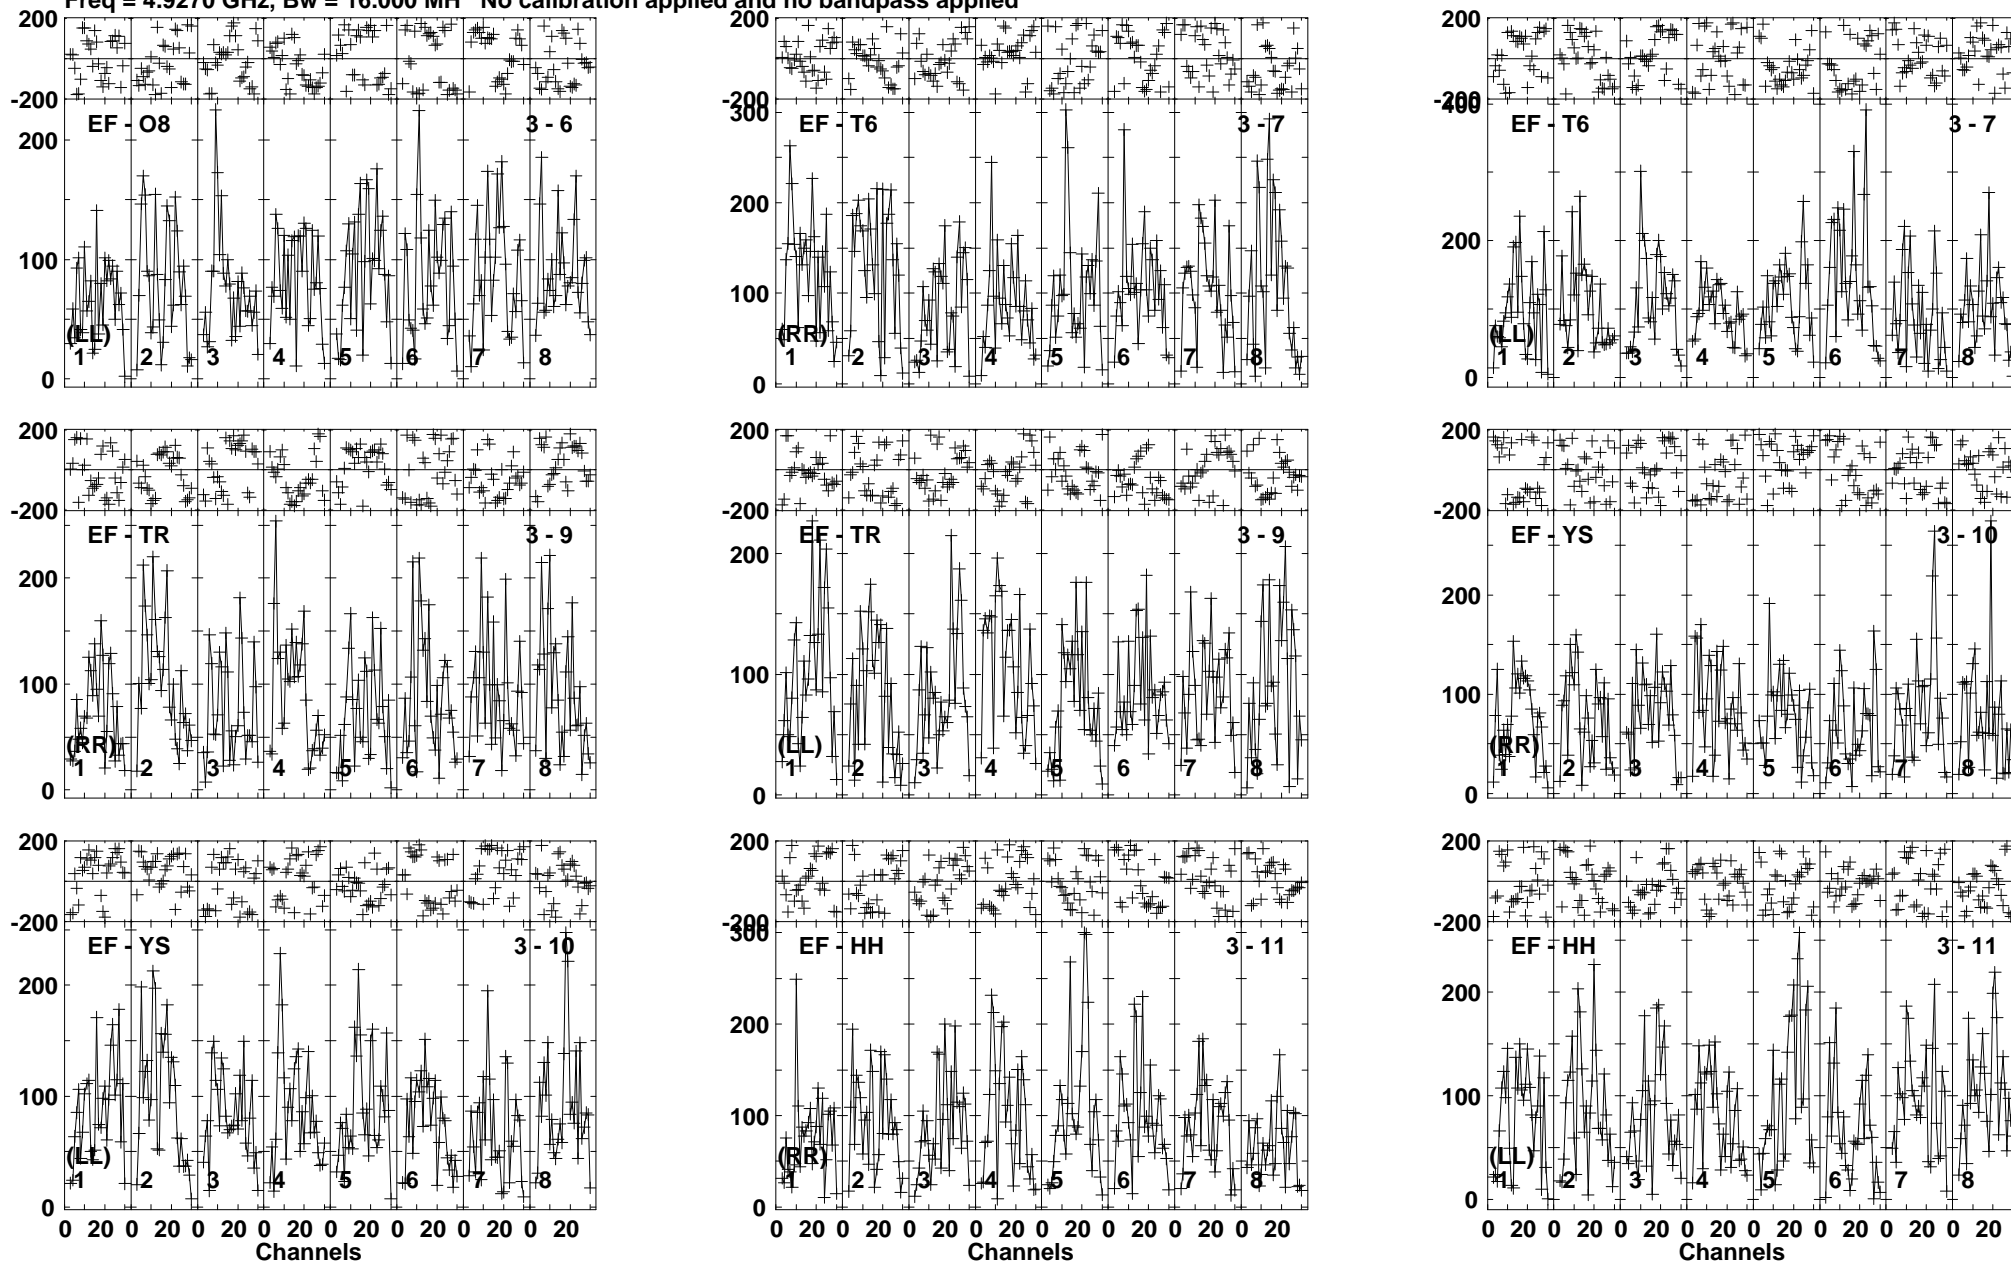 Freq = 4.9270 GHz, Bw = 16.000 MH No calibration applied and no bandpass applied
200 200 200
-200 -200 -200
EF - O8 3 - 6 EF - T6 3 - 7 EF - T6 3 - 7
200 300 400
100 200 200
0 100 0
0
(LL) (RR) (LL)
1 2 3 4 5 6 7 8 1 2 3 4 5 6 7 8 1 2 3 4 5 6 7 8
200 200 200
-200 -200 -200
EF - TR 3 - 9 EF - TR 3 - 9 EF - YS 3 - 10
200 200 200
100 100 100
0 0 0
(RR) (LL) (RR)
1 2 3 4 5 6 7 8 1 2 3 4 5 6 7 8 1 2 3 4 5 6 7 8
200 200 200
-200 -200 -200
EF - YS 3 - 10 EF - HH 3 - 11 EF - HH 3 - 11
200 300 200
100 200 100
0 100 0
0
(LL) (RR) (LL)
1 2 3 4 5 6 7 8 1 2 3 4 5 6 7 8 1 2 3 4 5 6 7 8
0 20 0 20 0 20 0 20 0 20 0 20 0 20 0 20 0 20 0 20 0 20 0 20 0 20 0 20 0 20 0 20 0 20 0 20 0 20 0 20 0 20 0 20 0 20 0 20
Channels Channels Channels